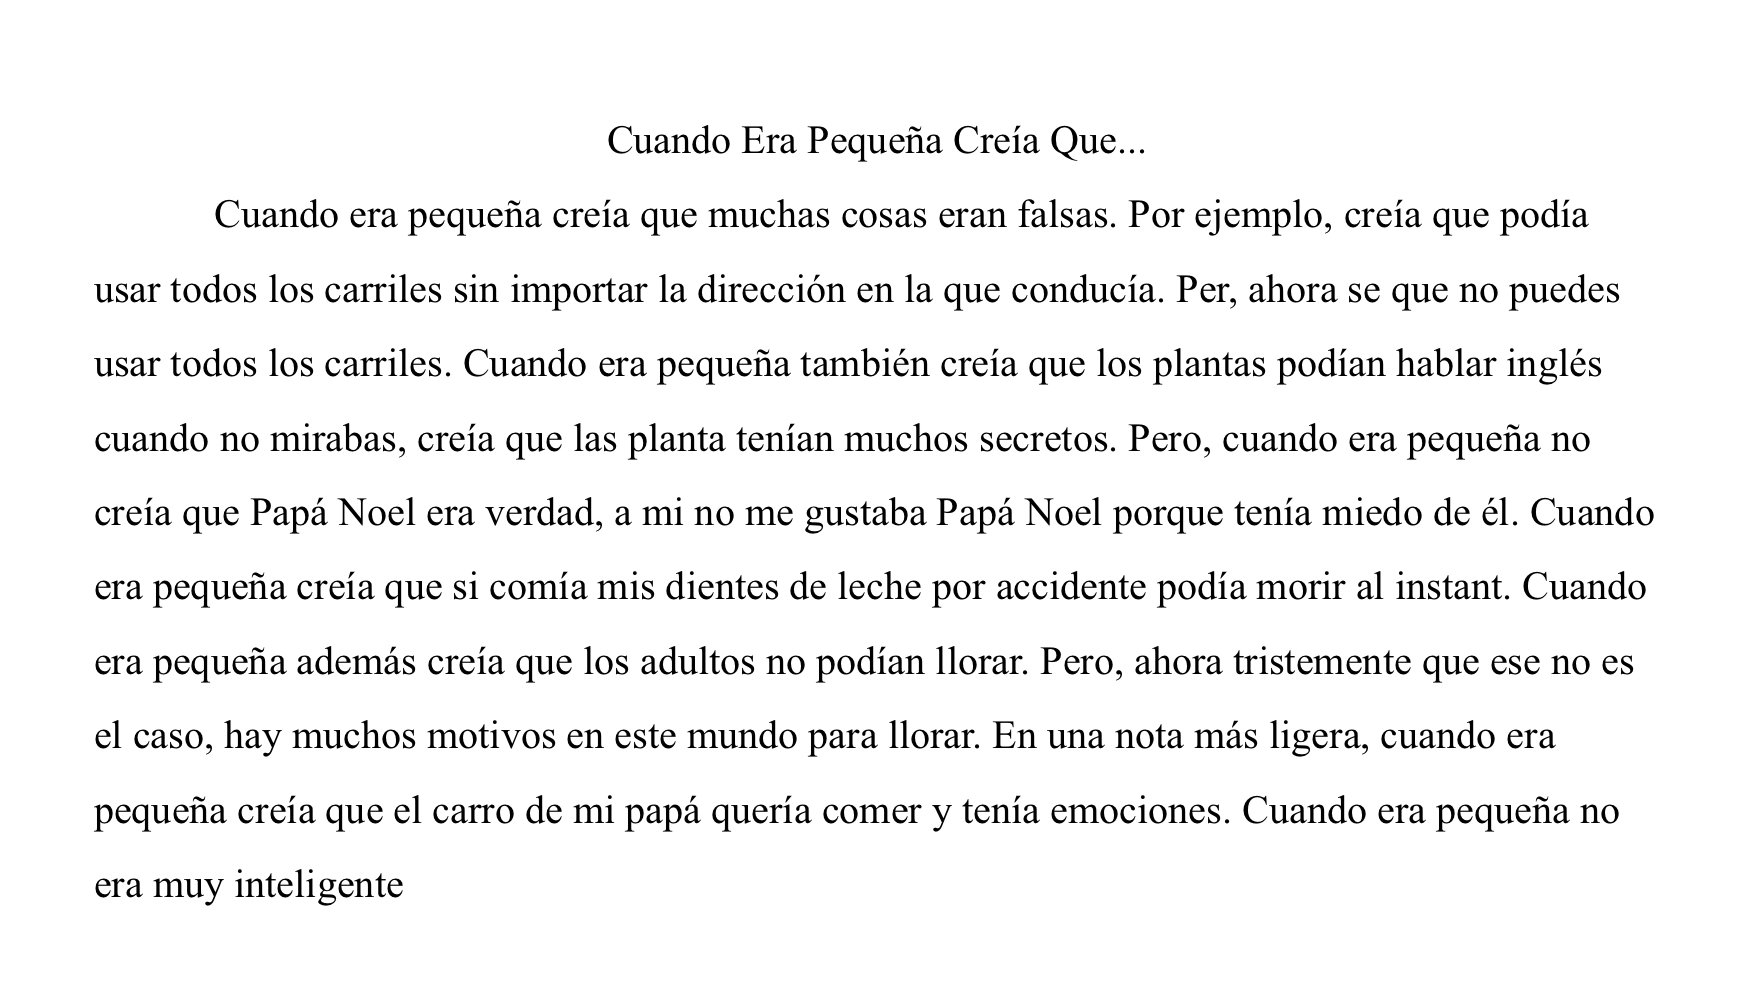 Cuando Era Pequeña Creía Que...
Cuando era pequeña creía que muchas cosas eran falsas. Por ejemplo, creía que podía
usar todos los carriles sin importar la dirección en la que conducía. Per, ahora se que no puedes
usar todos los carriles. Cuando era pequeña también creía que los plantas podían hablar inglés
cuando no mirabas, creía que las planta tenían muchos secretos. Pero, cuando era pequeña no
creía que Papá Noel era verdad, a mi no me gustaba Papá Noel porque tenía miedo de él. Cuando
era pequeña creía que si comía mis dientes de leche por accidente podía morir al instant. Cuando
era pequeña además creía que los adultos no podían llorar. Pero, ahora tristemente que ese no es
el caso, hay muchos motivos en este mundo para llorar. En una nota más ligera, cuando era
pequeña creía que el carro de mi papá quería comer y tenía emociones. Cuando era pequeña no
era muy inteligente